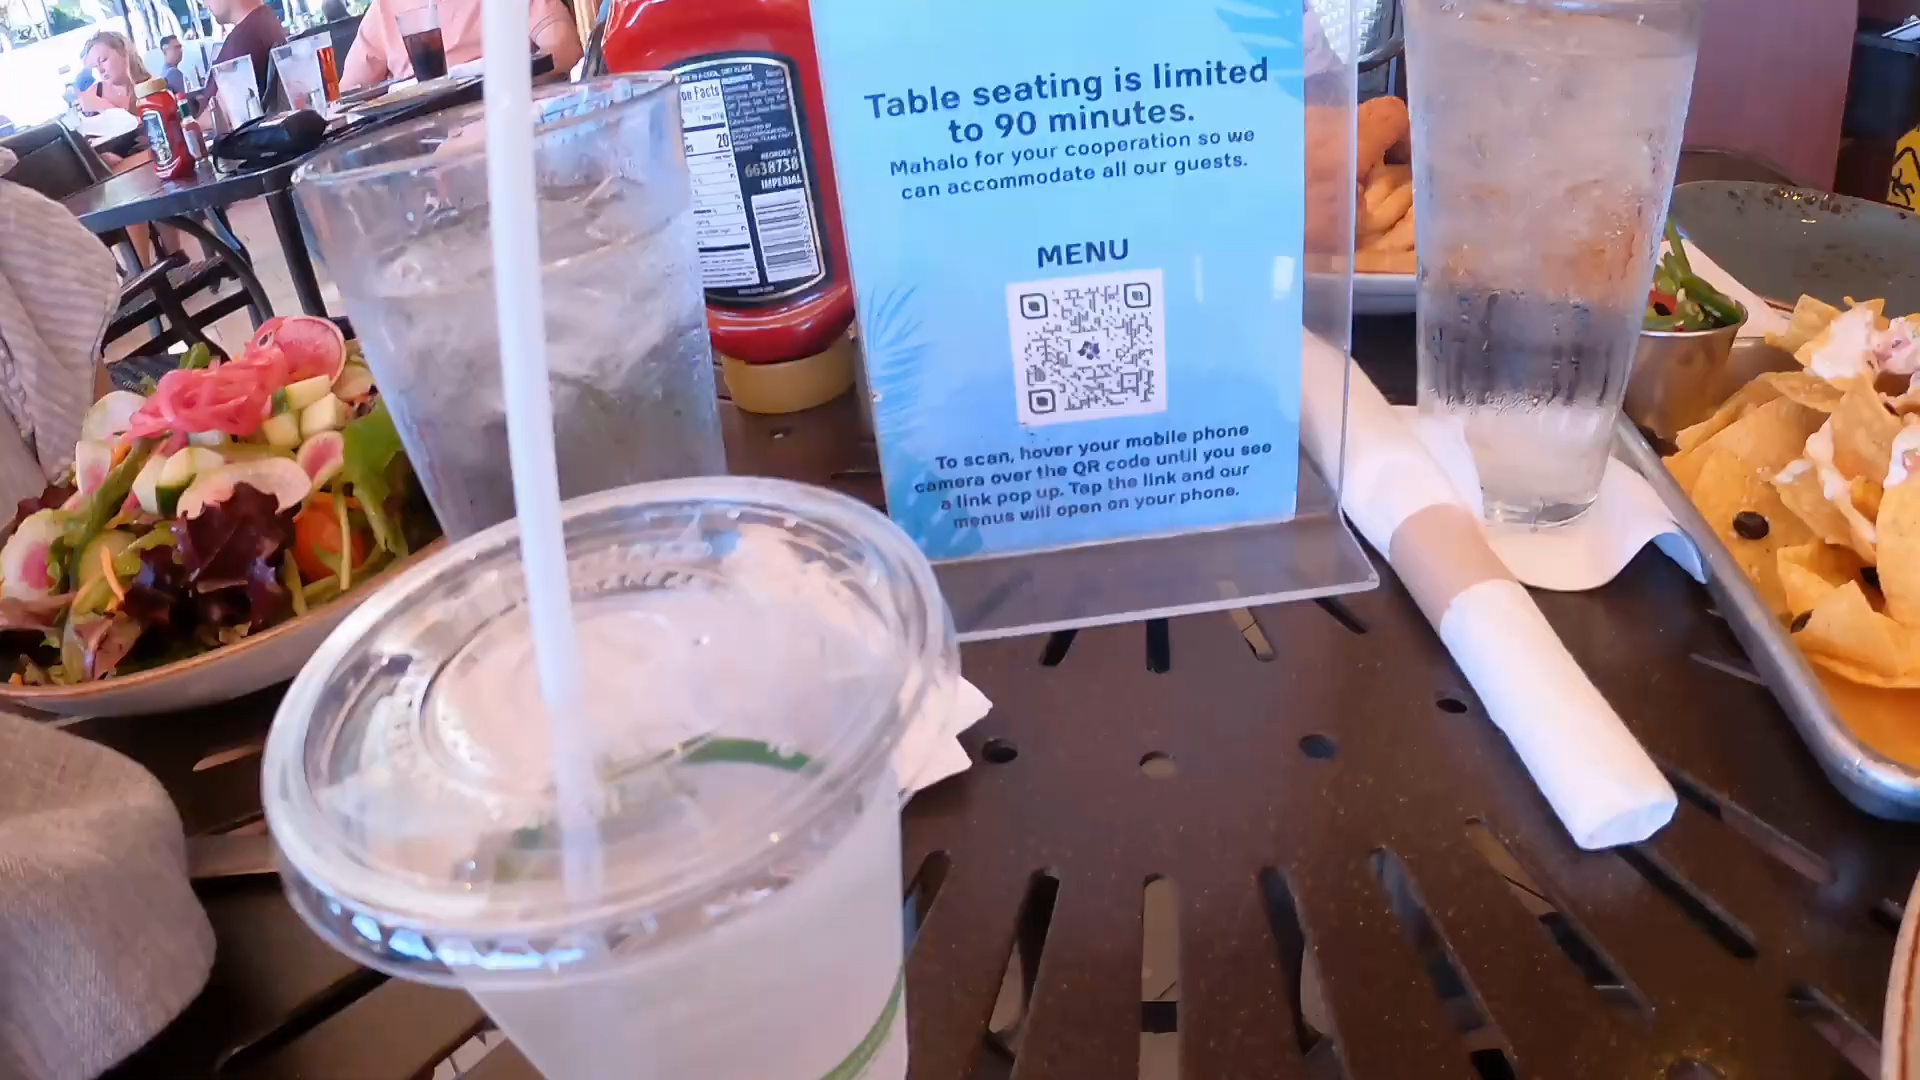 Table seating is limited
to 90 minutes.
Mahalo for your cooperation so we
can accommodate all our guests.
MENU
To scan, hover your mobile phone
camera over the QR code until you see
a link pop up. Tap the link and our
menus will open on your phone.
Facts
20
REORDER #
6638738
IMPERIAL